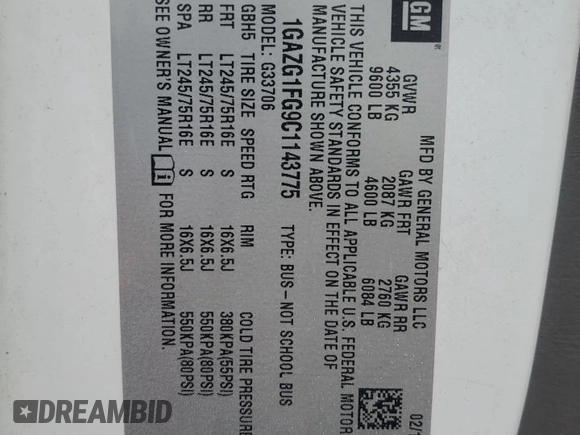 GM
MFD BY GENERAL MOTORS LLC
GVWR GAWR FRT GAWR RR
4355 KG 2087 KG 2760 KG
9600 LB 4600 LB 6084 LB
THIS VEHICLE CONFORMS TO ALL APPLICABLE U.S. FEDERAL MOTOR
VEHICLE SAFETY STANDARDS IN EFFECT ON THE DATE OF
MANUFACTURE SHOWN ABOVE.
1GAZG1FG9C1143775 TYPE: BUS-NOT SCHOOL BUS
MODEL: G33706
GBH5 TIRE SIZE SPEED RTG RIM COLD TIRE PRESSURE
FRT LT245/75R16E S 16X6.5J 380KPA(55PSI)
RR LT245/75R16E S 16X6.5J 550KPA(80PSI)
SPA LT245/75R16E S 16X6.5J 550KPA(80PSI)
SEE OWNER'S MANUAL FOR MORE INFORMATION.
DREAMBID